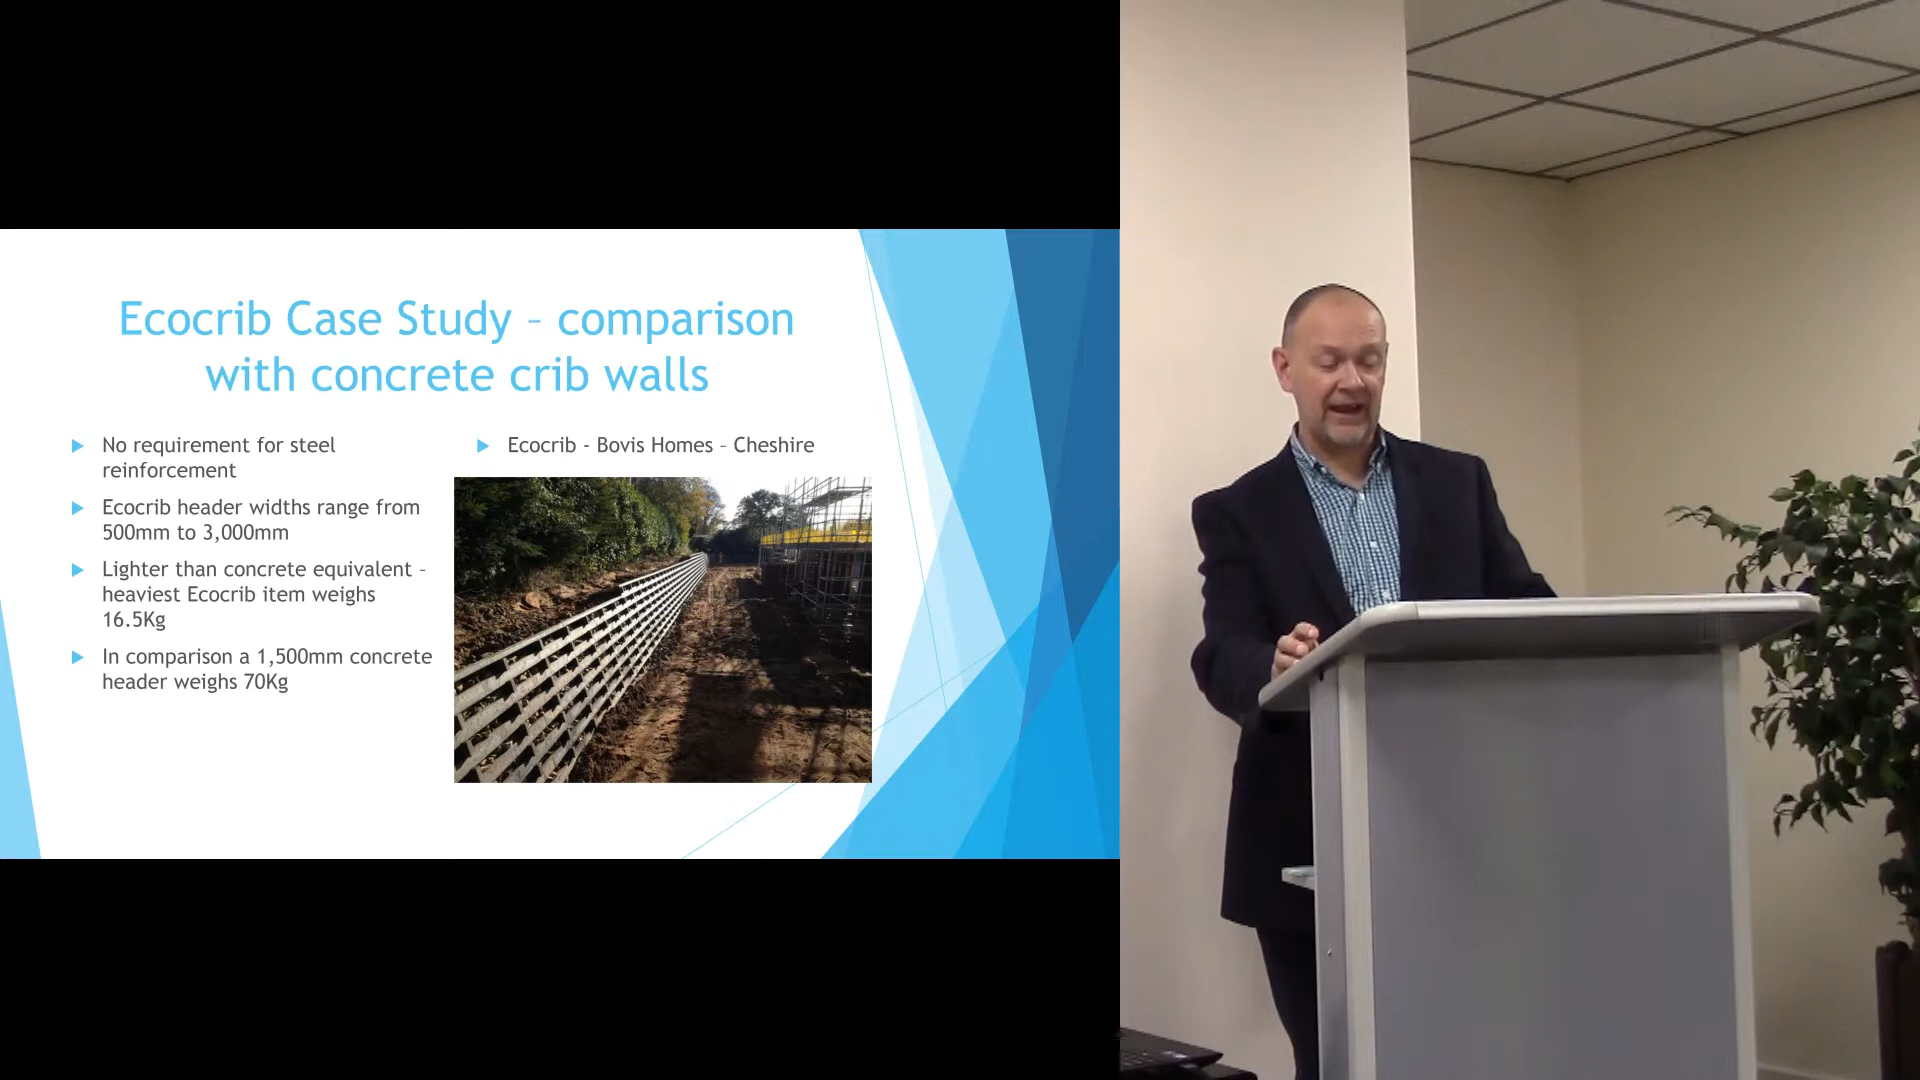 Ecocrib Case Study – comparison
with concrete crib walls
No requirement for steel
reinforcement
Ecocrib header widths range from
500mm to 3,000mm
Lighter than concrete equivalent –
heaviest Ecocrib item weighs
16.5Kg
In comparison a 1,500mm concrete
header weighs 70Kg
Ecocrib - Bovis Homes – Cheshire